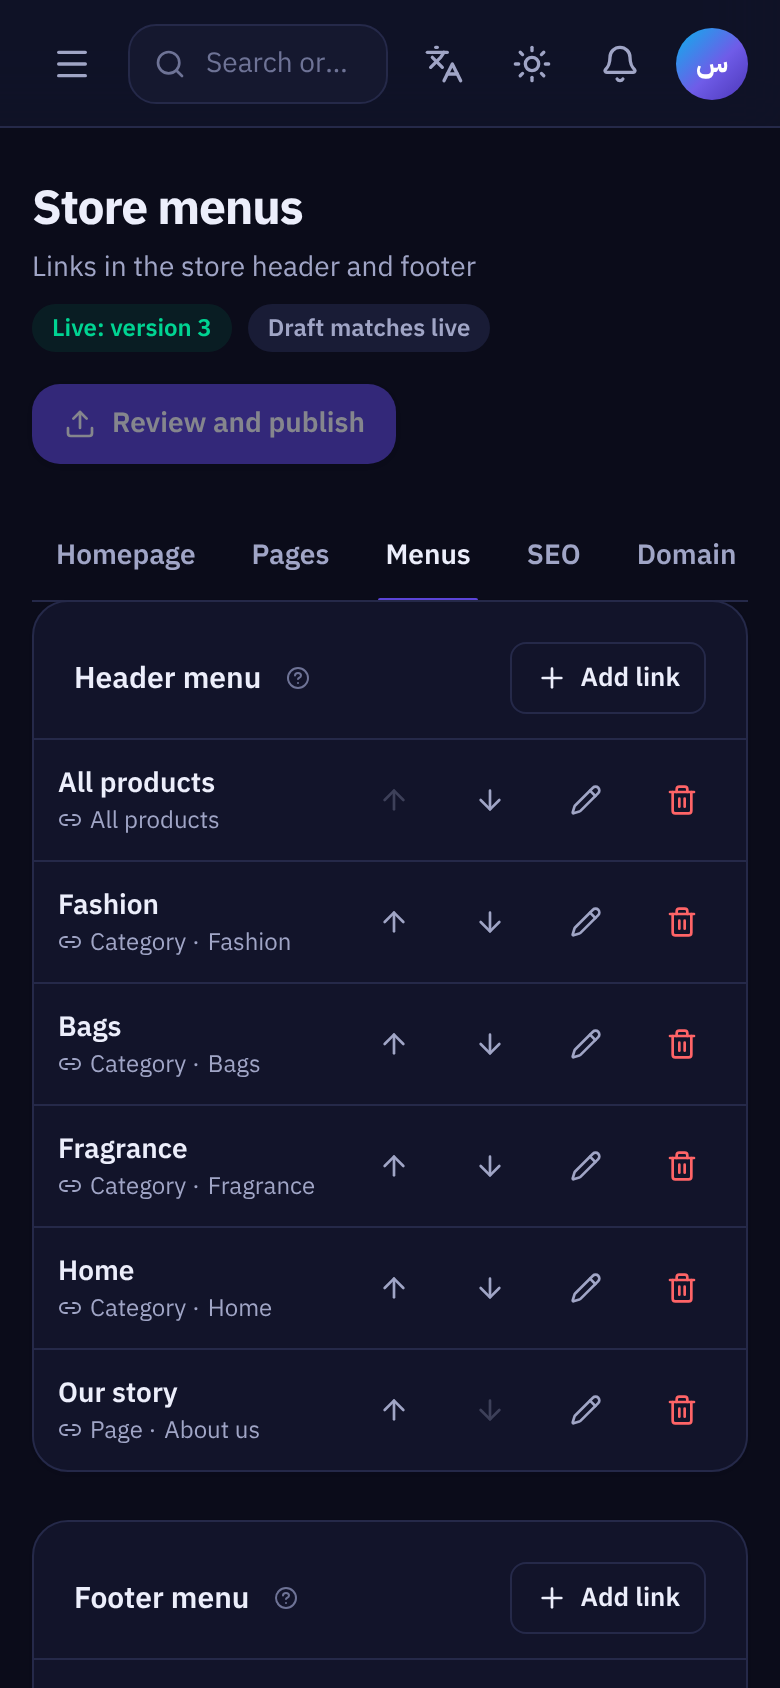 Search or...
س
Store menus
Links in the store header and footer
Live: version 3
Draft matches live
Review and publish
Homepage Pages Menus SEO Domain
Header menu
Add link
All products
All products
Fashion
Category · Fashion
Bags
Category · Bags
Fragrance
Category · Fragrance
Home
Category · Home
Our story
Page · About us
Footer menu
Add link